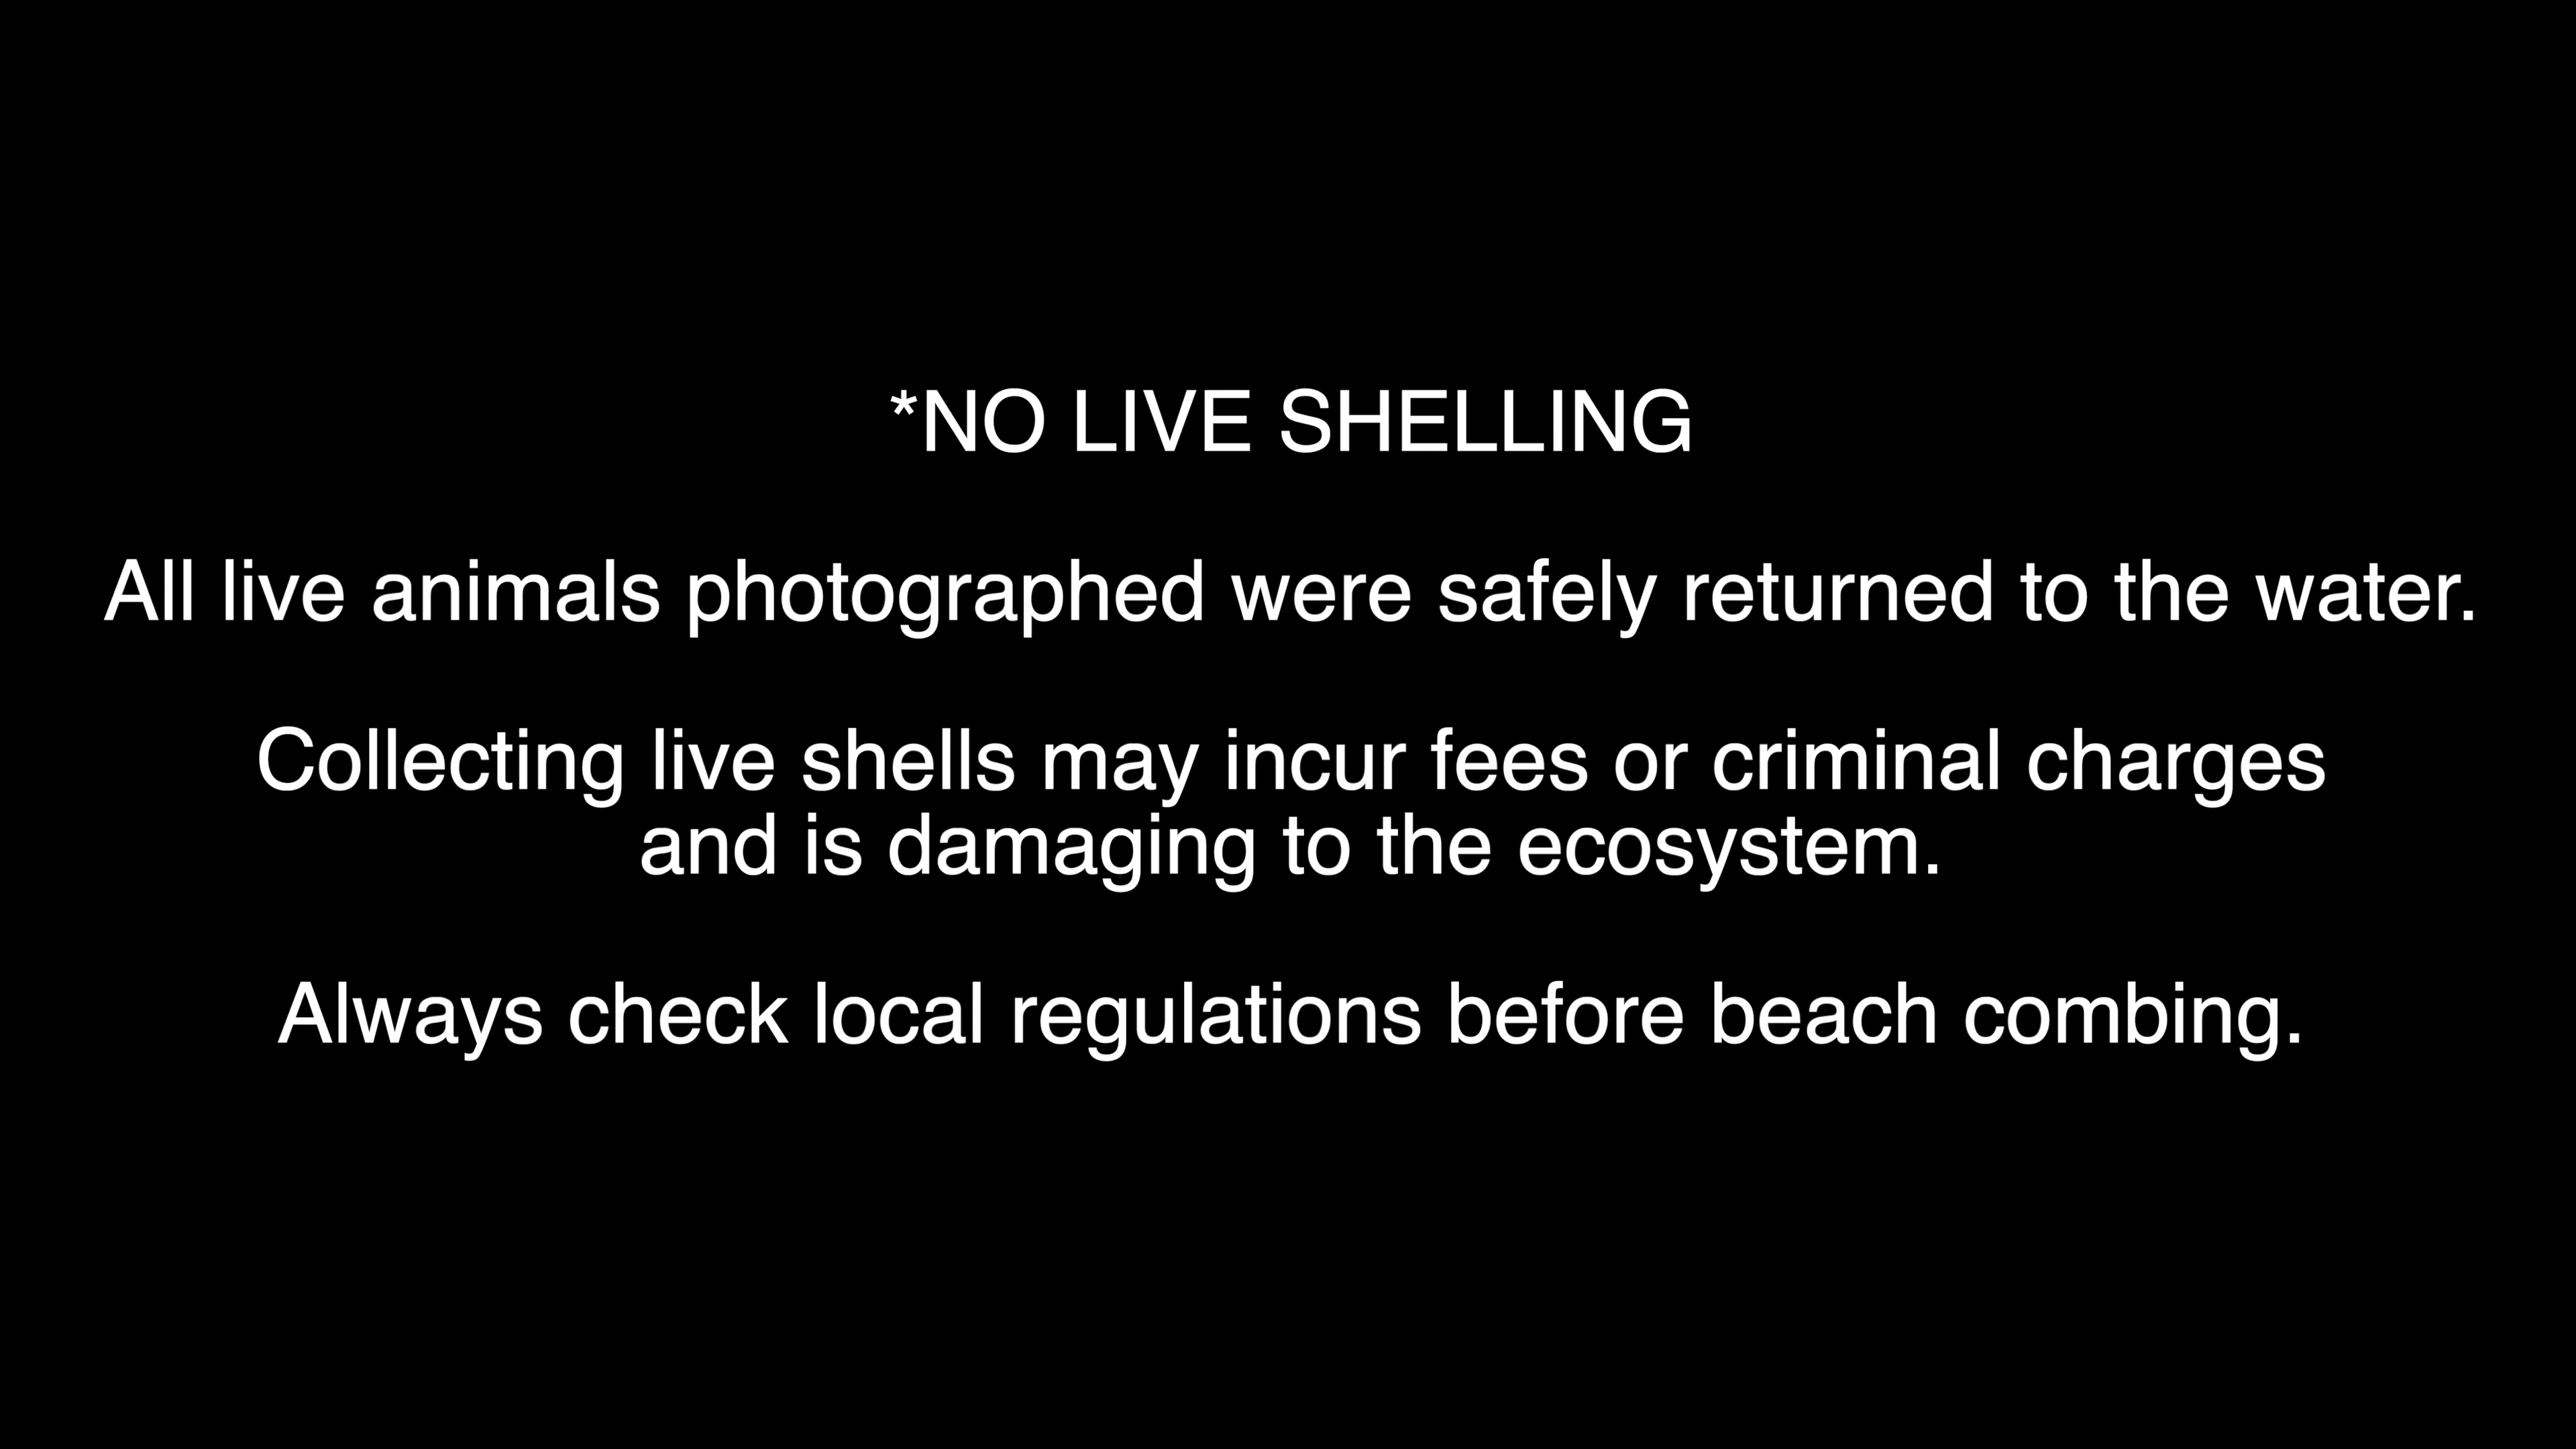 *NO LIVE SHELLING
All live animals photographed were safely returned to the water.
Collecting live shells may incur fees or criminal charges
and is damaging to the ecosystem.
Always check local regulations before beach combing.